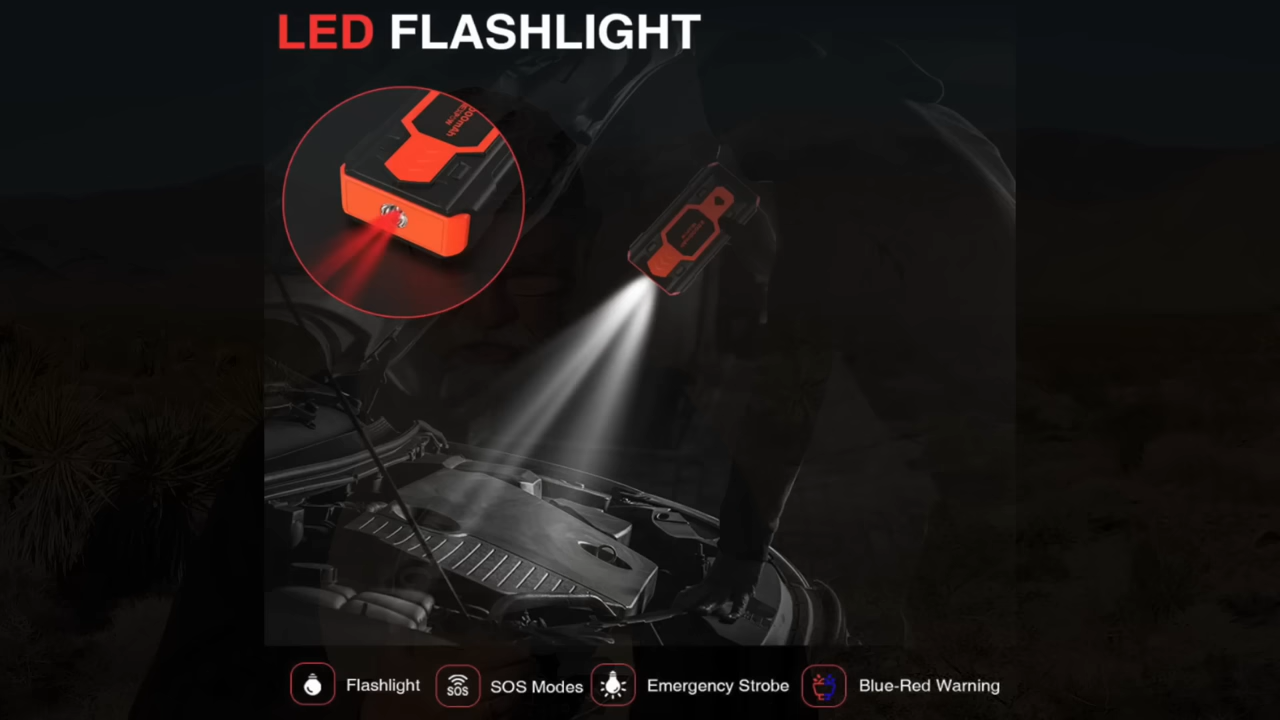 LED FLASHLIGHT
Flashlight
SOS
SOS Modes
Emergency Strobe
Blue-Red Warning